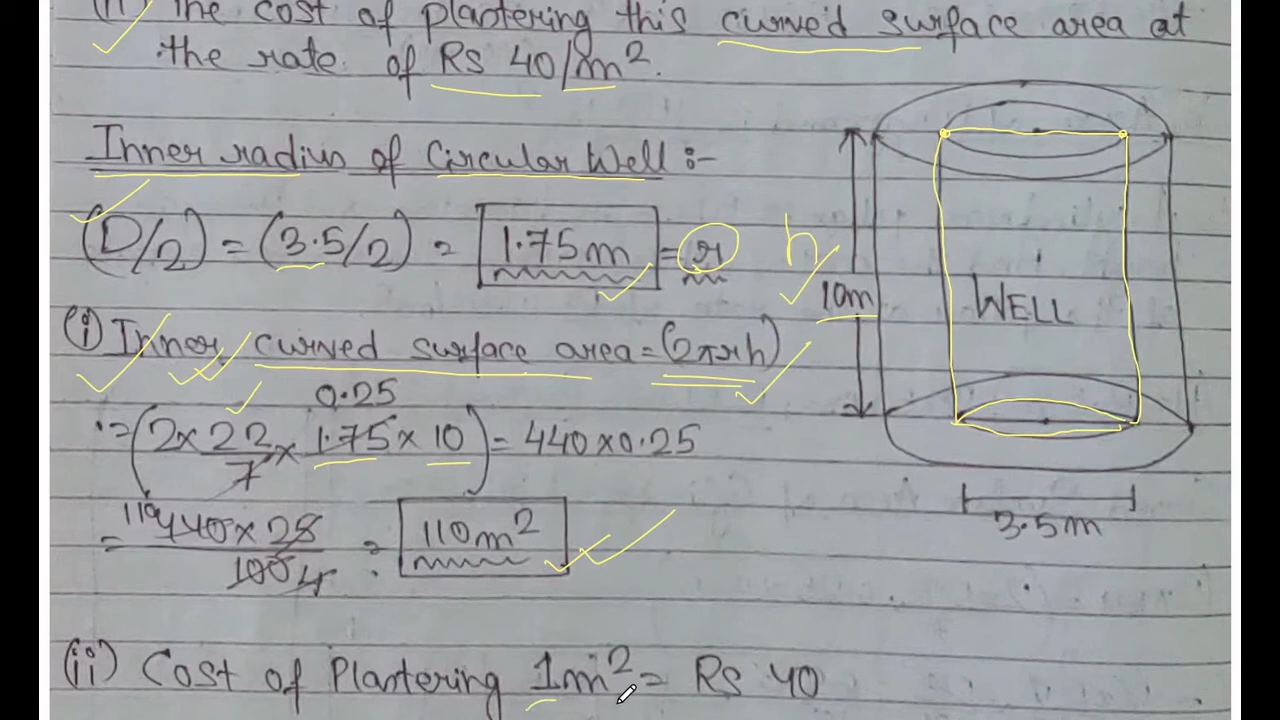 (ii) The cost of plastering this curved surface area at
the rate of Rs 40/m².
Inner radius of Circular Well :-
(D/2) = (3.5/2) = 1.75m = r
h
10m
WELL
3.5m
(i) Inner curved surface area = (2πrh)
0.25
∴ = (2 × 22/7 × 1.75 × 10) = 440 × 0.25
= 110 440 × 25/100 4 = 110m²
(ii) Cost of Plastering 1m² = Rs 40